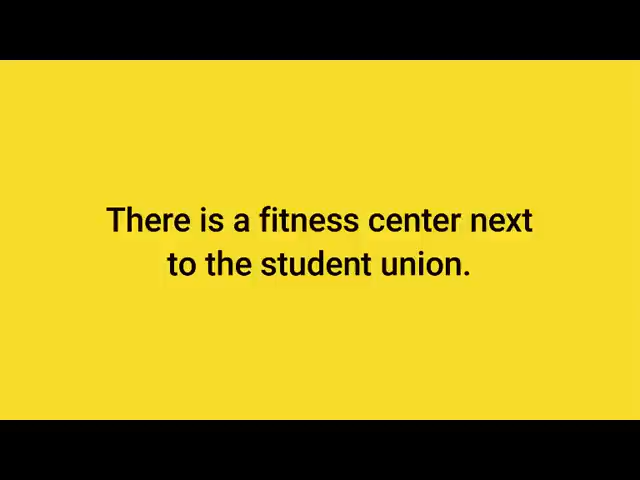 There is a fitness center next
to the student union.